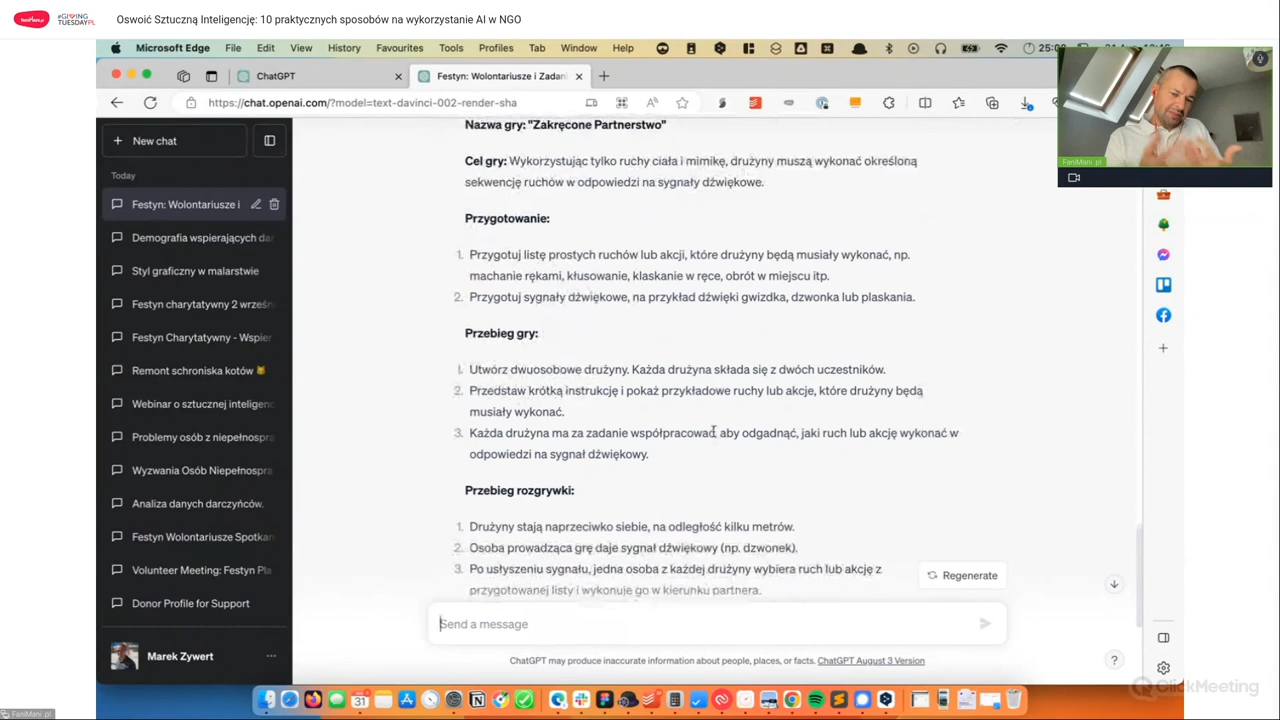 FaniMani.pl
#GIVING
TUESDAYPL
Oswoić Sztuczną Inteligencję: 10 praktycznych sposobów na wykorzystanie AI w NGO
Microsoft Edge File Edit View History Favourites Tools Profiles Tab Window Help
ChatGPT
Festyn: Wolontariusze i Zadani
https://chat.openai.com/?model=text-davinci-002-render-sha
FaniMani .pl
New chat
Today
Festyn: Wolontariusze i
Demografia wspierających da
Styl graficzny w malarstwie
Festyn charytatywny 2 wrześn
Festyn Charytatywny - Wspier
Remont schroniska kotów 🐱
Webinar o sztucznej inteligenc
Problemy osób z niepełnospra
Wyzwania Osób Niepełnospra
Analiza danych darczyńców.
Festyn Wolontariusze Spotkan
Volunteer Meeting: Festyn Pla
Donor Profile for Support
Marek Zywert
Nazwa gry: "Zakręcone Partnerstwo"
Cel gry: Wykorzystując tylko ruchy ciała i mimikę, drużyny muszą wykonać określoną
sekwencję ruchów w odpowiedzi na sygnały dźwiękowe.
Przygotowanie:
1. Przygotuj listę prostych ruchów lub akcji, które drużyny będą musiały wykonać, np.
machanie rękami, kłusowanie, klaskanie w ręce, obrót w miejscu itp.
2. Przygotuj sygnały dźwiękowe, na przykład dźwięki gwizdka, dzwonka lub plaskania.
Przebieg gry:
1. Utwórz dwuosobowe drużyny. Każda drużyna składa się z dwóch uczestników.
2. Przedstaw krótką instrukcję i pokaż przykładowe ruchy lub akcje, które drużyny będą
musiały wykonać.
3. Każda drużyna ma za zadanie współpracować, aby odgadnąć, jaki ruch lub akcję wykonać w
odpowiedzi na sygnał dźwiękowy.
Przebieg rozgrywki:
1. Drużyny stają naprzeciwko siebie, na odległość kilku metrów.
2. Osoba prowadząca grę daje sygnał dźwiękowy (np. dzwonek).
3. Po usłyszeniu sygnału, jedna osoba z każdej drużyny wybiera ruch lub akcję z
przygotowanej listy i wykonuje go w kierunku partnera.
Regenerate
Send a message
ChatGPT may produce inaccurate information about people, places, or facts. ChatGPT August 3 Version
ClickMeeting
FaniMani .pl